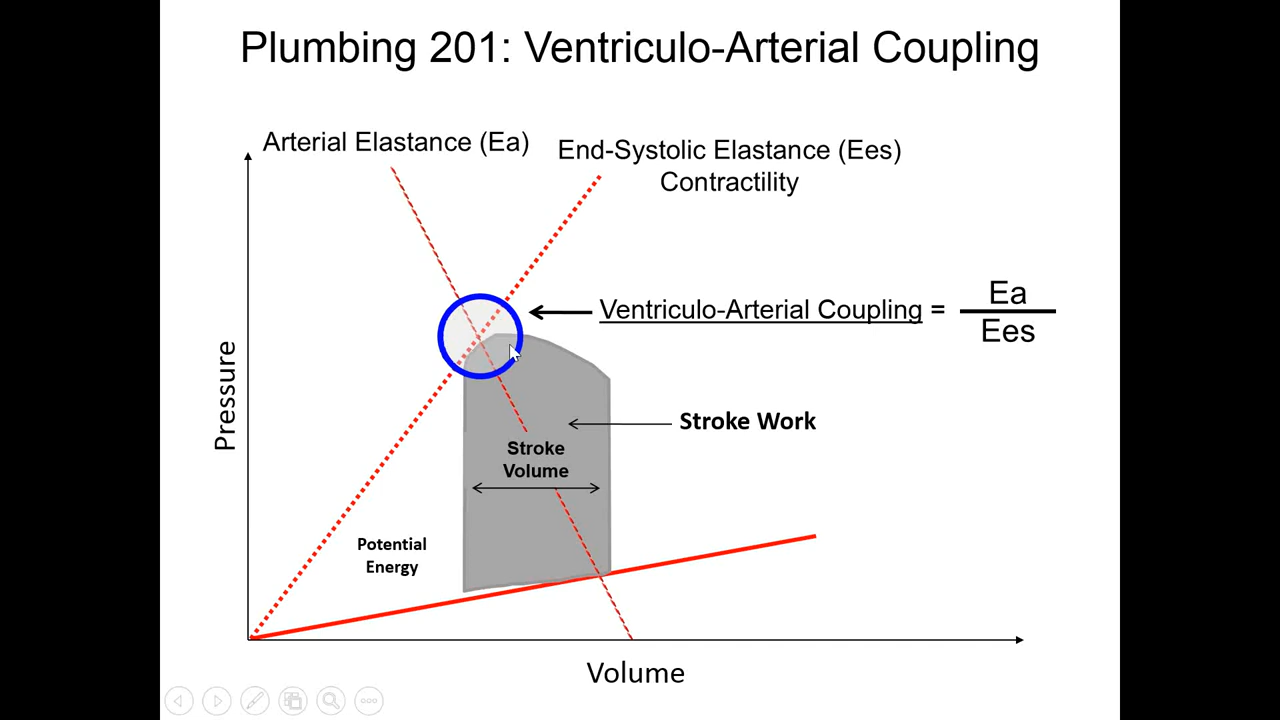 Plumbing 201: Ventriculo-Arterial Coupling
Arterial Elastance (Ea)
End-Systolic Elastance (Ees)
Contractility
Ventriculo-Arterial Coupling =
Ea
Ees
Pressure
Stroke Work
Stroke
Volume
Potential
Energy
Volume